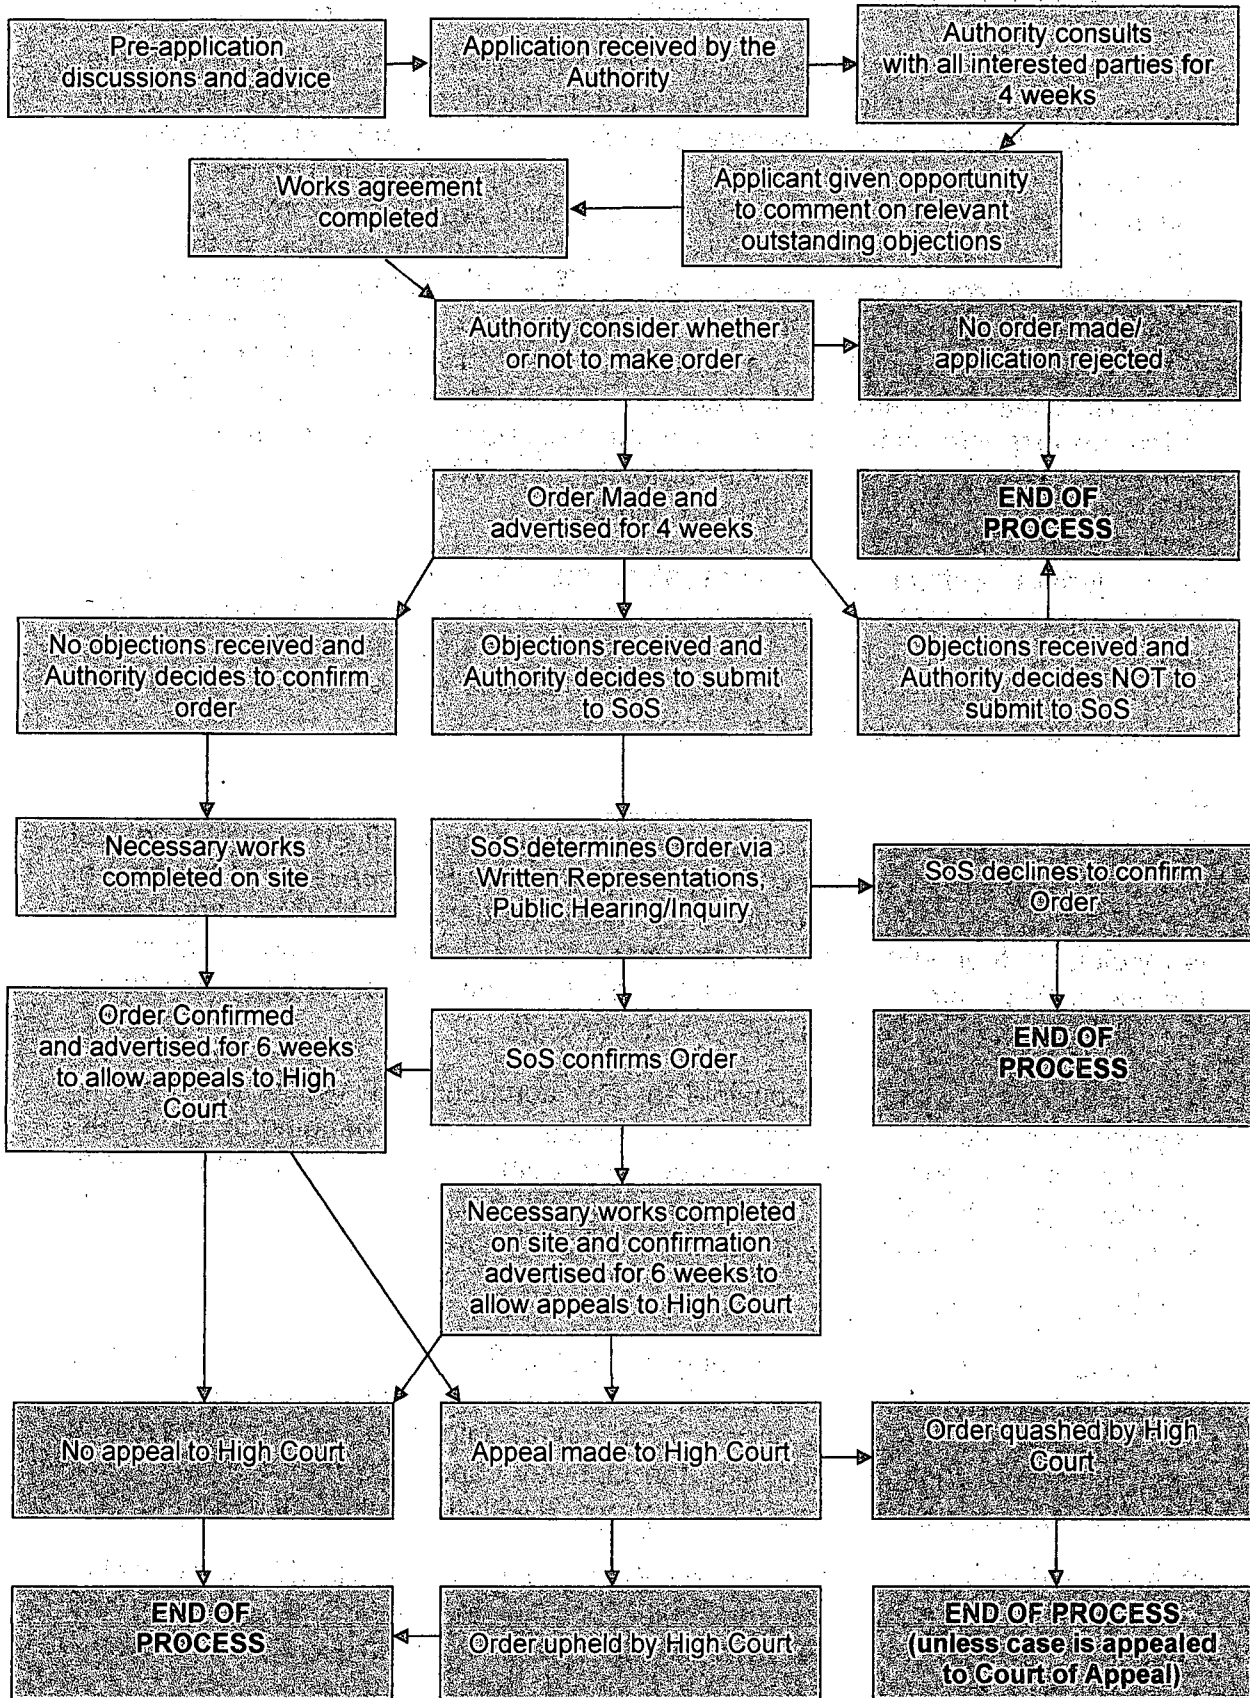 Pre-application
discussions and advice
Application received by the
Authority
Authority consults
with all interested parties for
4 weeks
Works agreement
completed
Applicant given opportunity
to comment on relevant
outstanding objections
Authority consider whether
or not to make order
No order made/
application rejected
Order Made and
advertised for 4 weeks
END OF
PROCESS
No objections received and
Authority decides to confirm
order
Objections received and
Authority decides to submit
to SoS
Objections received and
Authority decides NOT to
submit to SoS
Necessary works
completed on site
SoS determines Order via
Written Representations,
Public Hearing/Inquiry
SoS declines to confirm
Order
Order Confirmed
and advertised for 6 weeks
to allow appeals to High
Court
SoS confirms Order
END OF
PROCESS
Necessary works completed
on site and confirmation
advertised for 6 weeks to
allow appeals to High Court
No appeal to High Court
Appeal made to High Court
Order quashed by High
Court
END OF
PROCESS
Order upheld by High Court
END OF PROCESS
(unless case is appealed
to Court of Appeal)